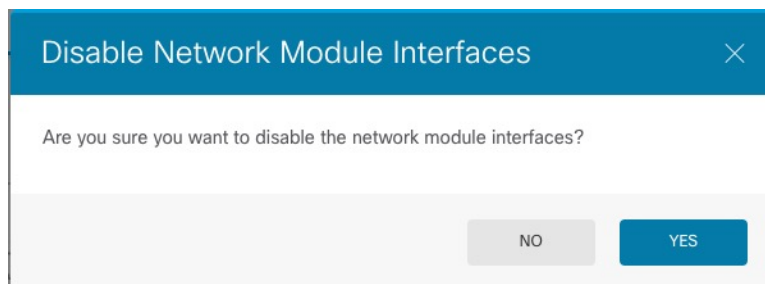 Disable Network Module Interfaces
Are you sure you want to disable the network module interfaces?
NO YES